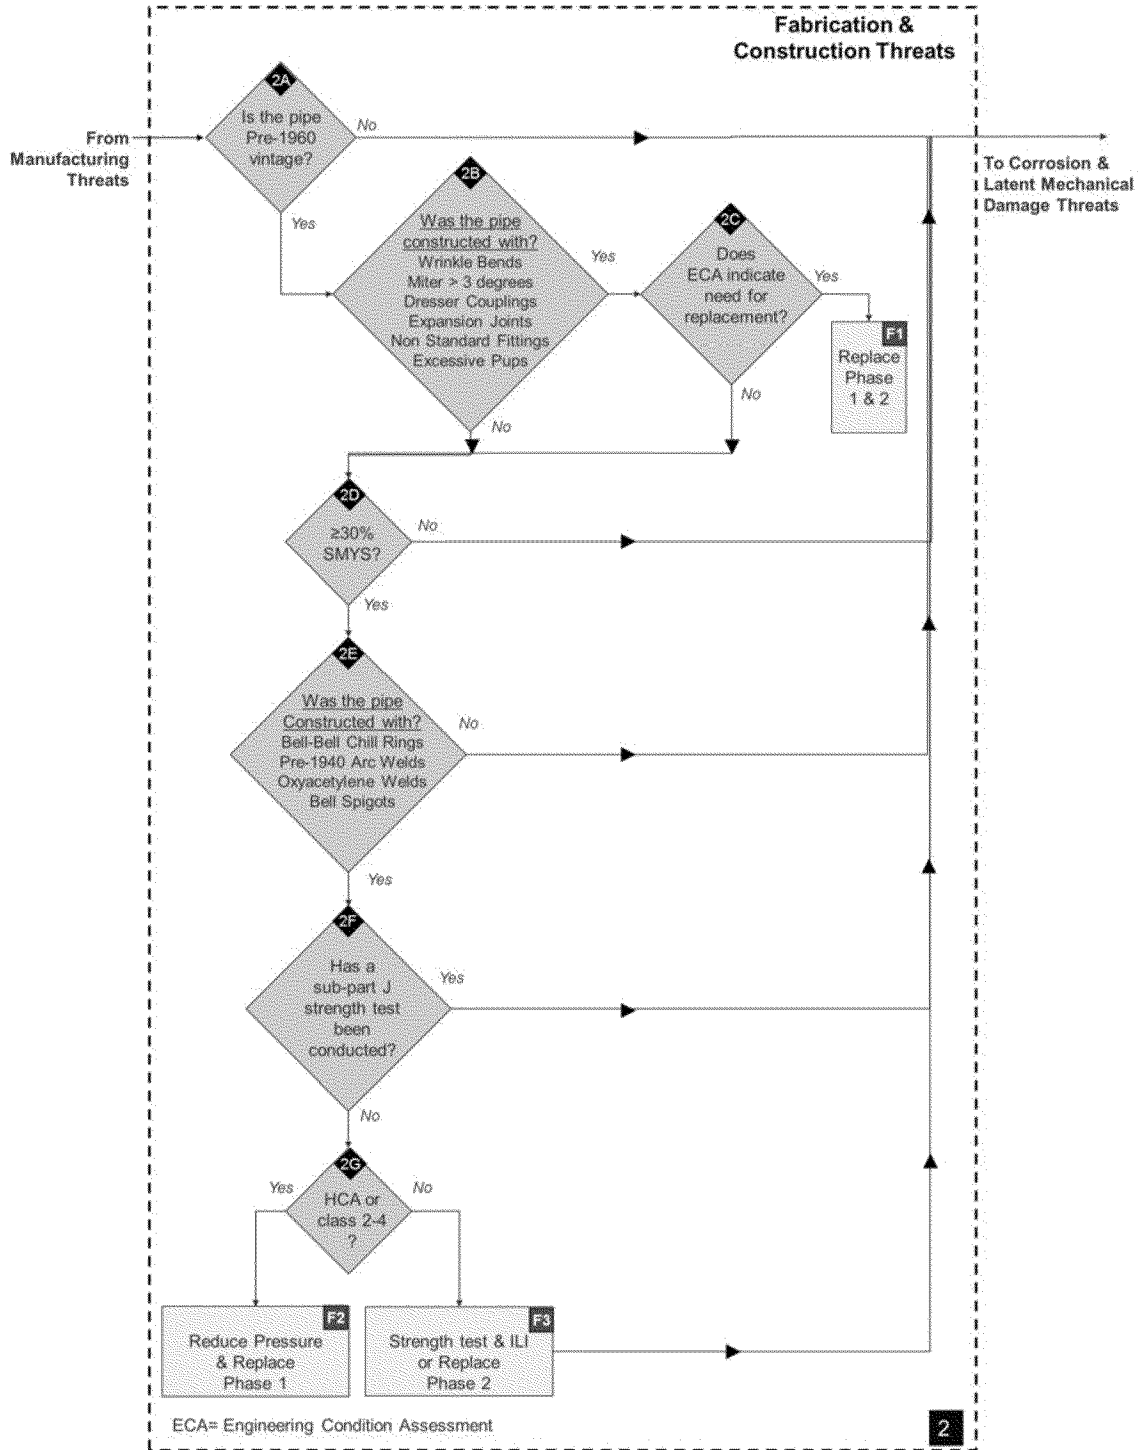 Fabrication &
Construction Threats
2A
Is the pipe
Pre-1960
vintage?
No
Yes
From
Manufacturing
Threats
To Corrosion &
Latent Mechanical
Damage Threats
2B
Was the pipe
constructed with?
Wrinkle Bends
Miter > 3 degrees
Dresser Couplings
Expansion Joints
Non Standard Fittings
Excessive Pups
Yes
No
2C
Does
ECA indicate
need for
replacement?
Yes
No
F1
Replace
Phase
1 & 2
2D
≥30%
SMYS?
No
Yes
2E
Was the pipe
Constructed with?
Bell-Bell Chill Rings
Pre-1940 Arc Welds
Oxyacetylene Welds
Bell Spigots
No
Yes
2F
Has a
sub-part J
strength test
been
conducted?
Yes
No
2G
HCA or
class 2-4
?
Yes
No
F2
Reduce Pressure
& Replace
Phase 1
F3
Strength test & ILI
or Replace
Phase 2
ECA= Engineering Condition Assessment
2